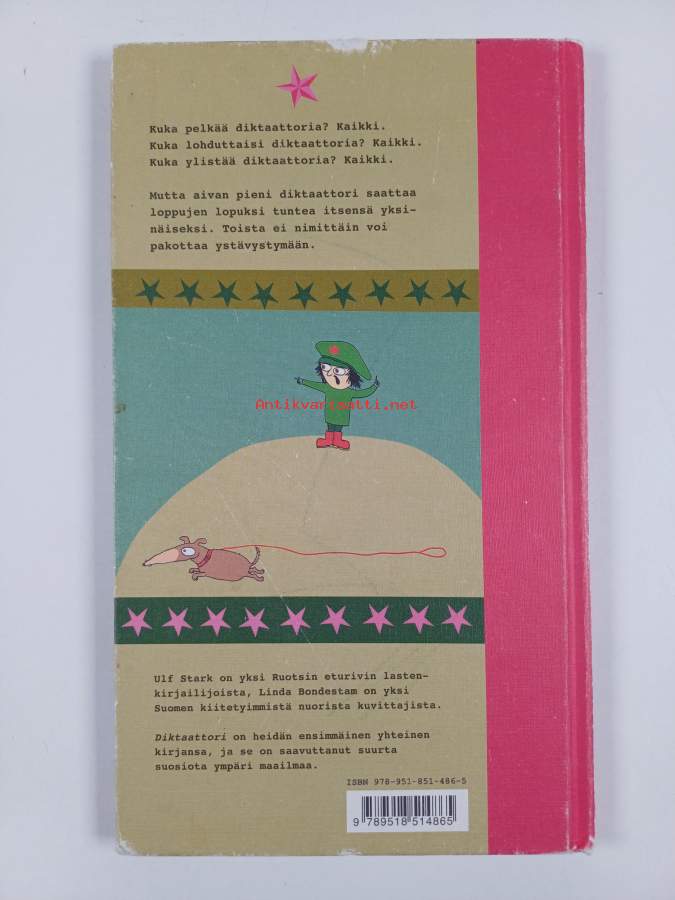 Kuka pelkää diktaattoria? Kaikki.
Kuka lohduttaisi diktaattoria? Kaikki.
Kuka ylistää diktaattoria? Kaikki.
Mutta aivan pieni diktaattori saattaa
loppujen lopuksi tuntea itsensä yksi-
näiseksi. Toista ei nimittäin voi
pakottaa ystävystymään.
Antikvariaatti.net
Ulf Stark on yksi Ruotsin eturivin lasten-
kirjailijoista, Linda Bondestam on yksi
Suomen kiitetyimmistä nuorista kuvittajista.
Diktaattori on heidän ensimmäinen yhteinen
kirjansa, ja se on saavuttanut suurta
suosiota ympäri maailmaa.
ISBN 978-951-851-486-5
9 789518 514865